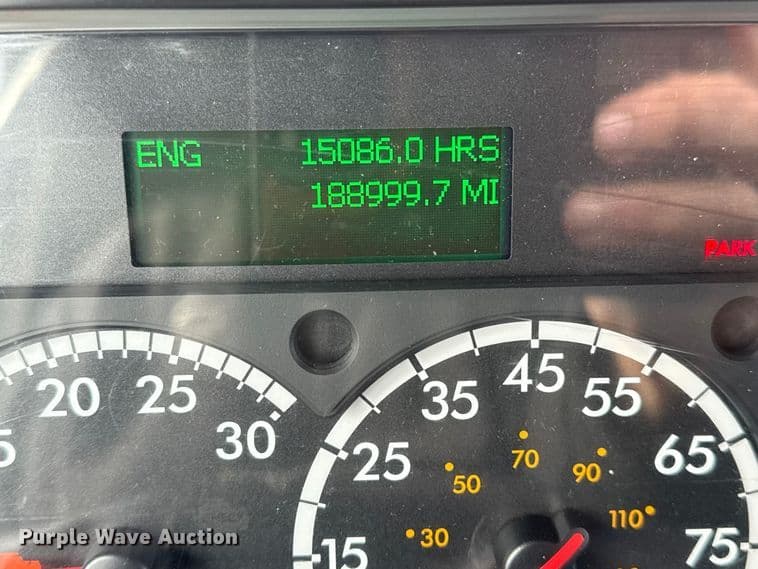 ENG 15086.0 HRS
188999.7 MI
PARK
20 25 30
15 25 35 45 55 65 75
30 50 70 90 110
Purple Wave Auction